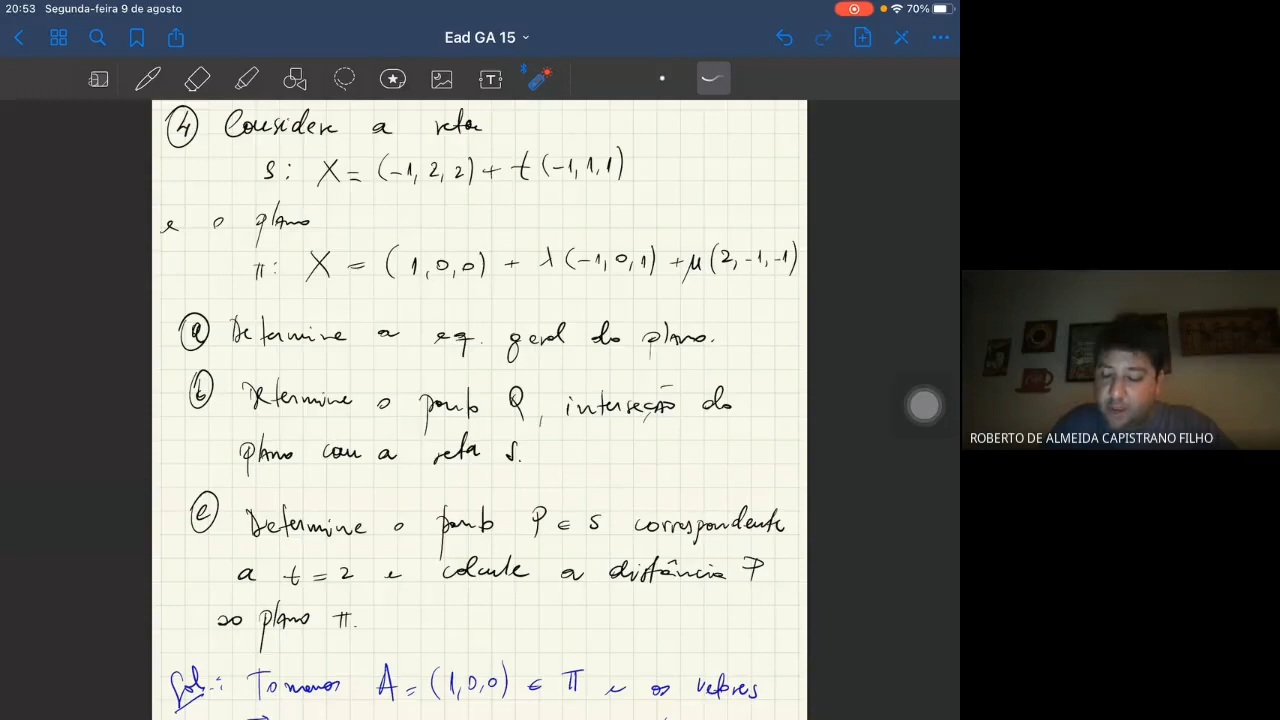 20:53 Segunda-feira 9 de agosto
70%
Ead GA 15
④ Considere a reta
s: X = (-1, 2, 2) + t (-1, 1, 1)
e o plano
π: X = (1, 0, 0) + λ (-1, 0, 1) + μ (2, -1, -1)
ⓐ Determine a eq. geral do plano.
ⓑ Determine o ponto Q, interseção do
plano com a reta s.
ⓒ Determine o ponto P ∈ s correspondente
a t = 2 e calcule a distância P
ao plano π.
Sol.: Tomemos A = (1, 0, 0) ∈ π e os vetores
ROBERTO DE ALMEIDA CAPISTRANO FILHO